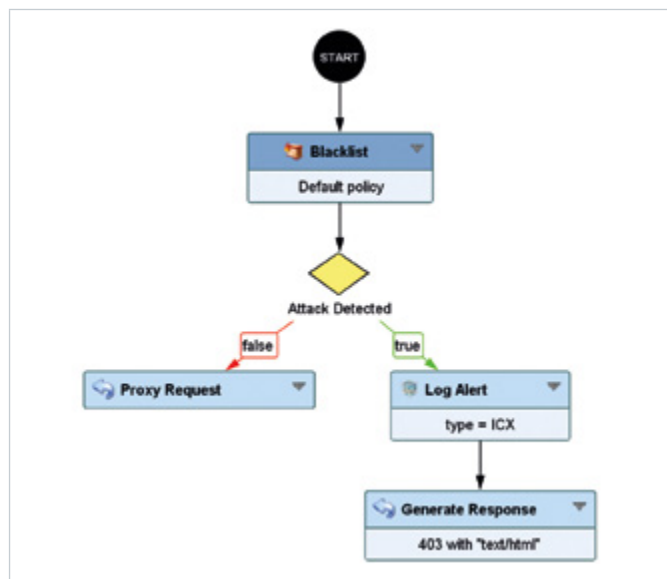 START
Blacklist
Default policy
Attack Detected
false
true
Proxy Request
Log Alert
type = ICX
Generate Response
403 with "text/html"